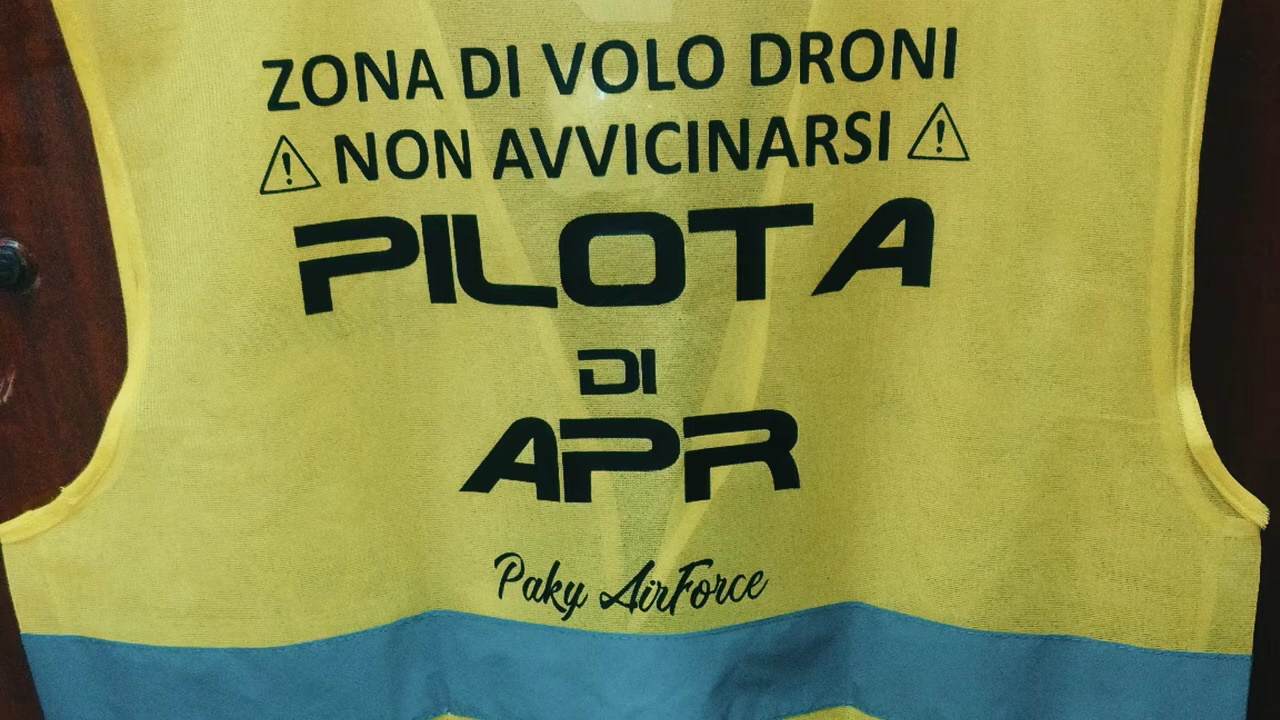 ZONA DI VOLO DRONI
⚠ NON AVVICINARSI ⚠
PILOTA
DI
APR
Paky AirForce